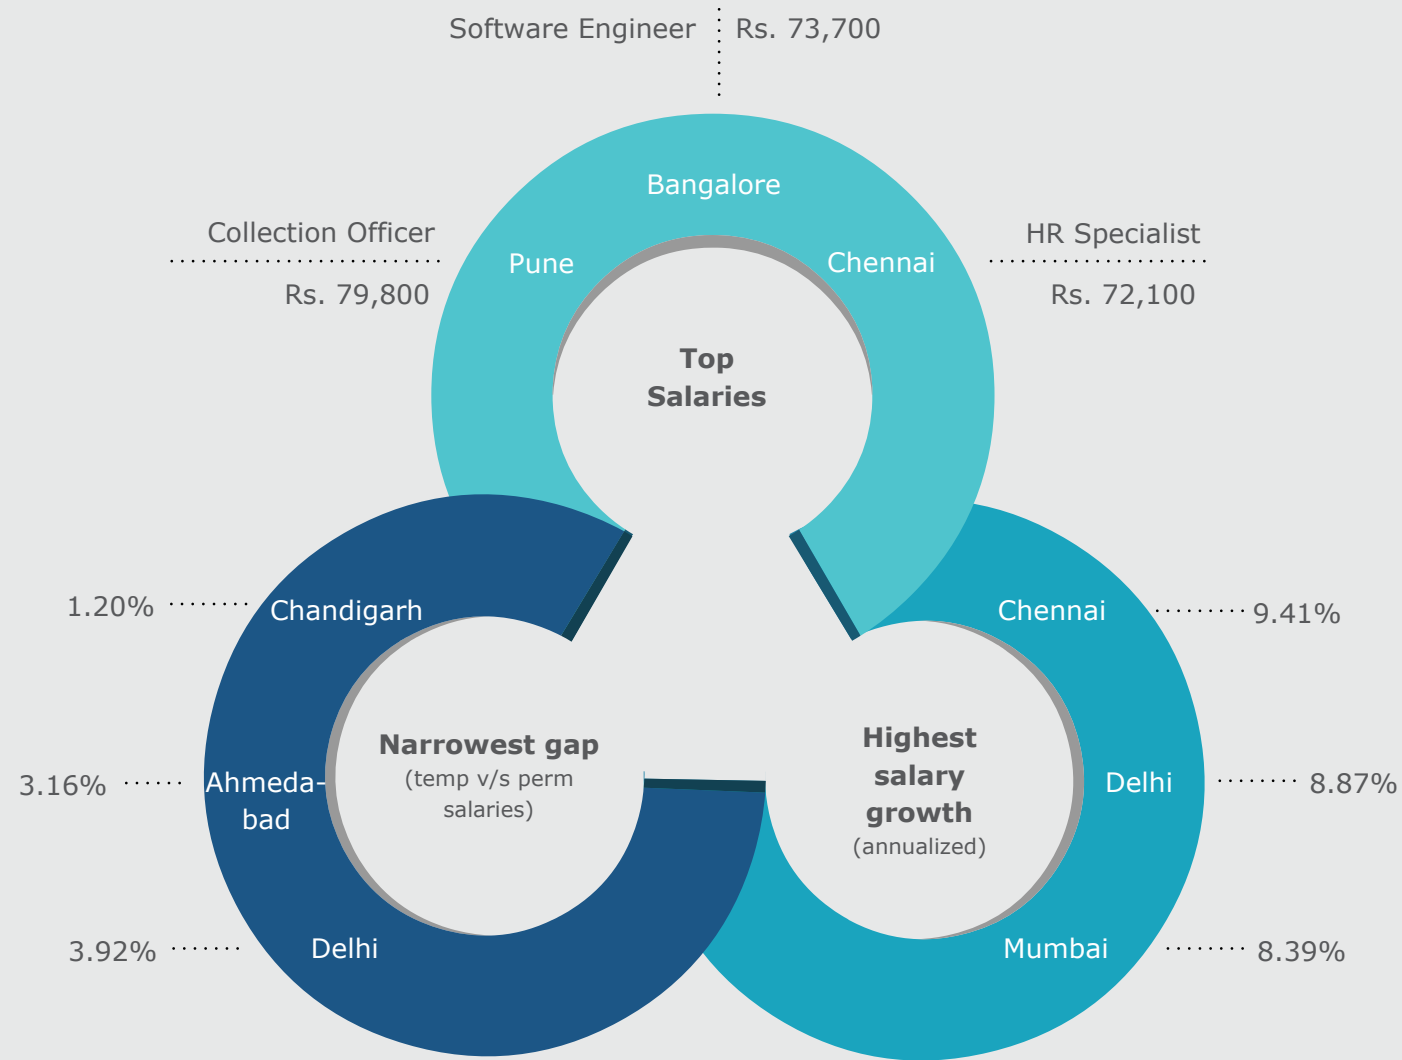 Software Engineer Rs. 73,700
Bangalore
Collection Officer
Rs. 79,800
Pune
Chennai
HR Specialist
Rs. 72,100
Top
Salaries
1.20%
Chandigarh
3.16%
Ahmeda-
bad
3.92%
Delhi
Narrowest gap
(temp v/s perm
salaries)
Highest
salary
growth
(annualized)
Chennai
9.41%
Delhi
8.87%
Mumbai
8.39%